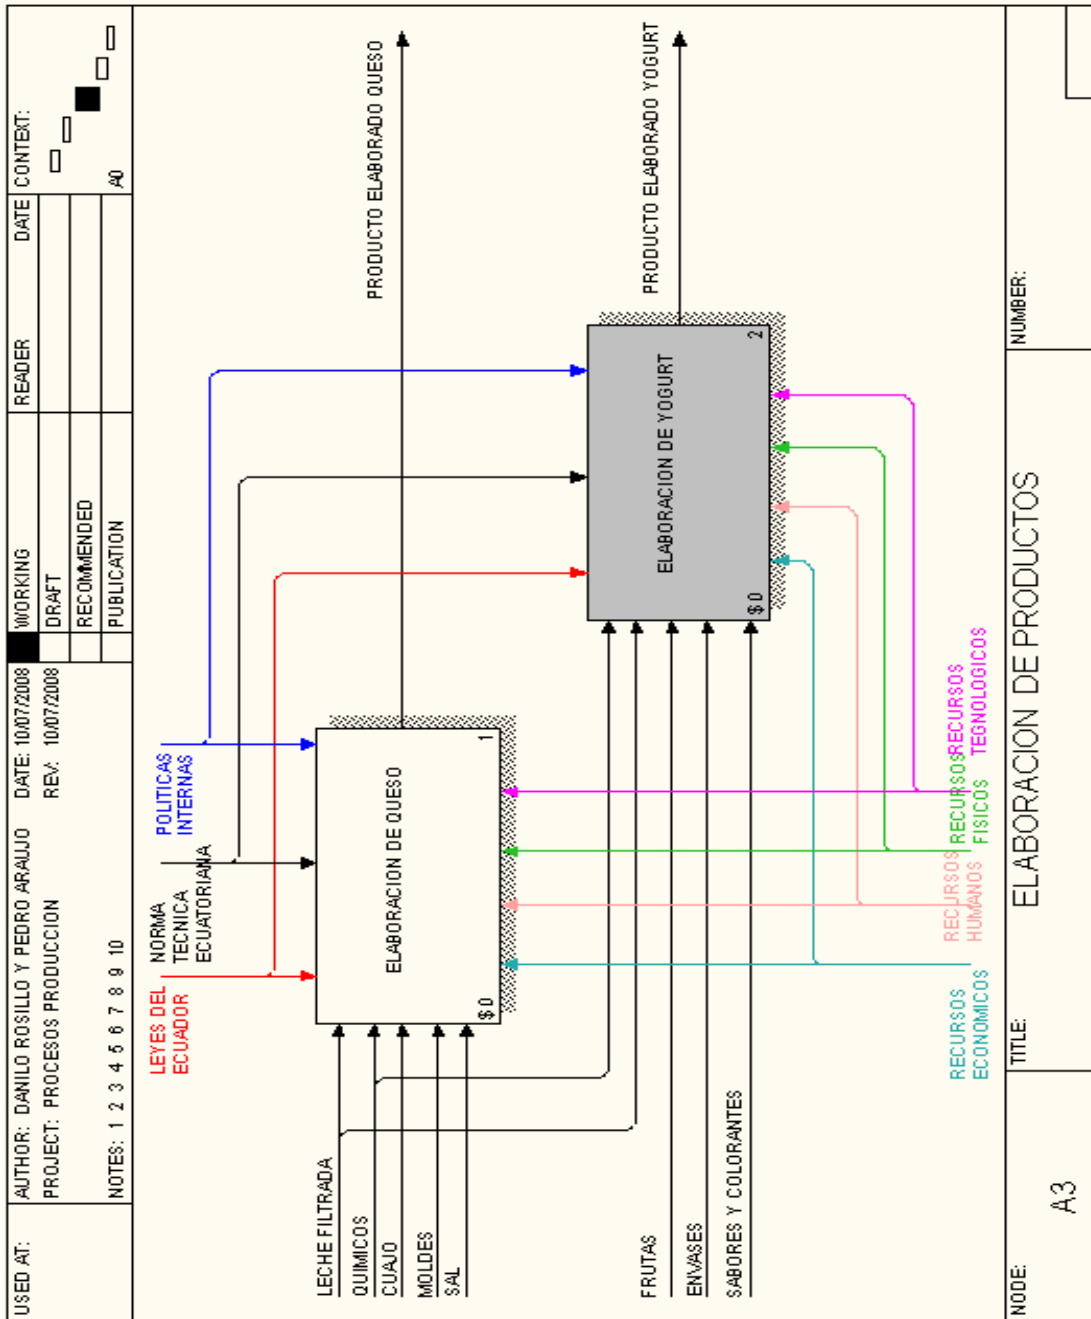 USED AT:
AUTHOR: DANILO ROSILLO Y PEDRO ARAUJO
DATE: 10/07/2008
PROJECT: PROCESOS PRODUCCION
REV: 10/07/2008
NOTES: 1 2 3 4 5 6 7 8 9 10
WORKING
DRAFT
RECOMMENDED
PUBLICATION
READER
DATE
CONTEXT:
A0
LEYES DEL
ECUADOR
NORMA
TECNICA
ECUATORIANA
POLITICAS
INTERNAS
LECHE FILTRADA
QUIMICOS
CUAJO
MOLDES
SAL
ELABORACION DE QUESO
$0
1
PRODUCTO ELABORADO QUESO
FRUTAS
ENVASES
SABORES Y COLORANTES
ELABORACION DE YOGURT
$0
2
PRODUCTO ELABORADO YOGURT
RECURSOS
ECONOMICOS
RECURSOS
HUMANOS
RECURSOS
FISICOS
RECURSOS
TEGNOLOGICOS
NODE:
A3
TITLE:
ELABORACION DE PRODUCTOS
NUMBER: